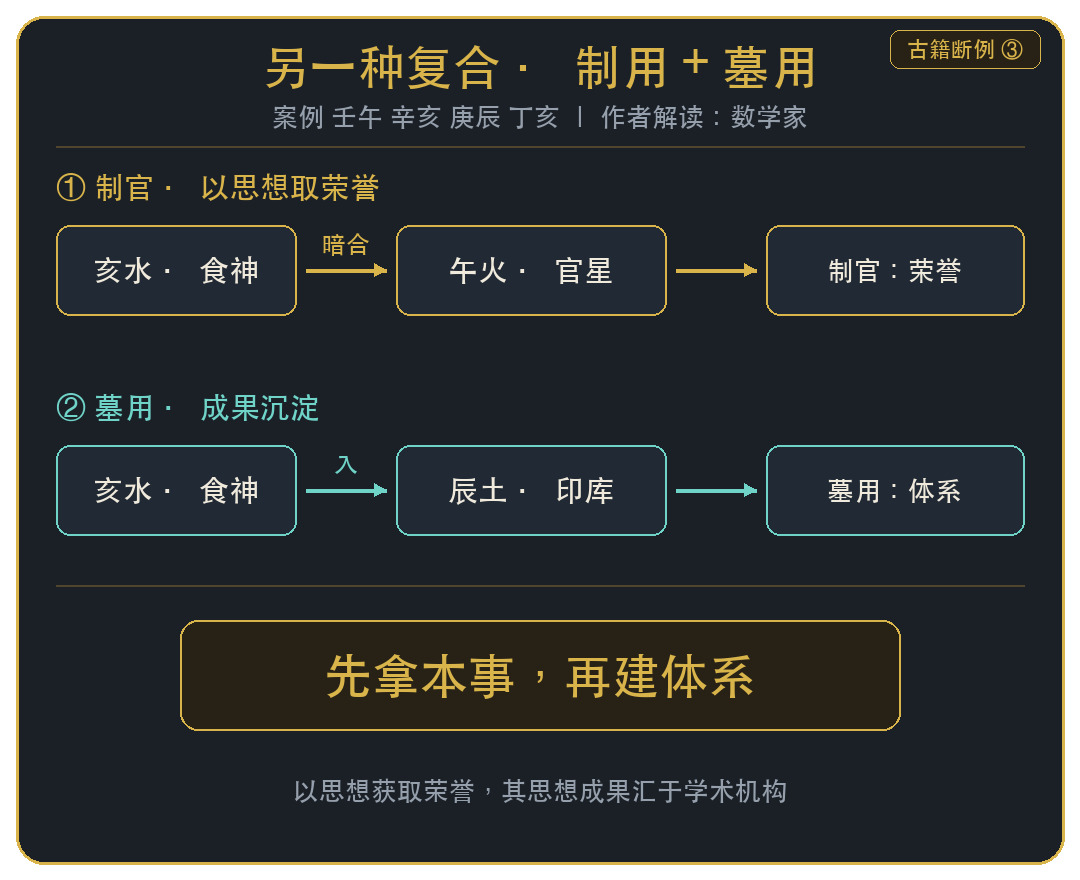 另一种复合· 制用+墓用
古籍断例 ③
案例 壬午 辛亥 庚辰 丁亥 | 作者解读：数学家
① 制官· 以思想取荣誉
亥水· 食神
暗合
午火· 官星
制官：荣誉
② 墓用· 成果沉淀
亥水· 食神
入
辰土· 印库
墓用：体系
先拿本事，再建体系
以思想获取荣誉，其思想成果汇于学术机构